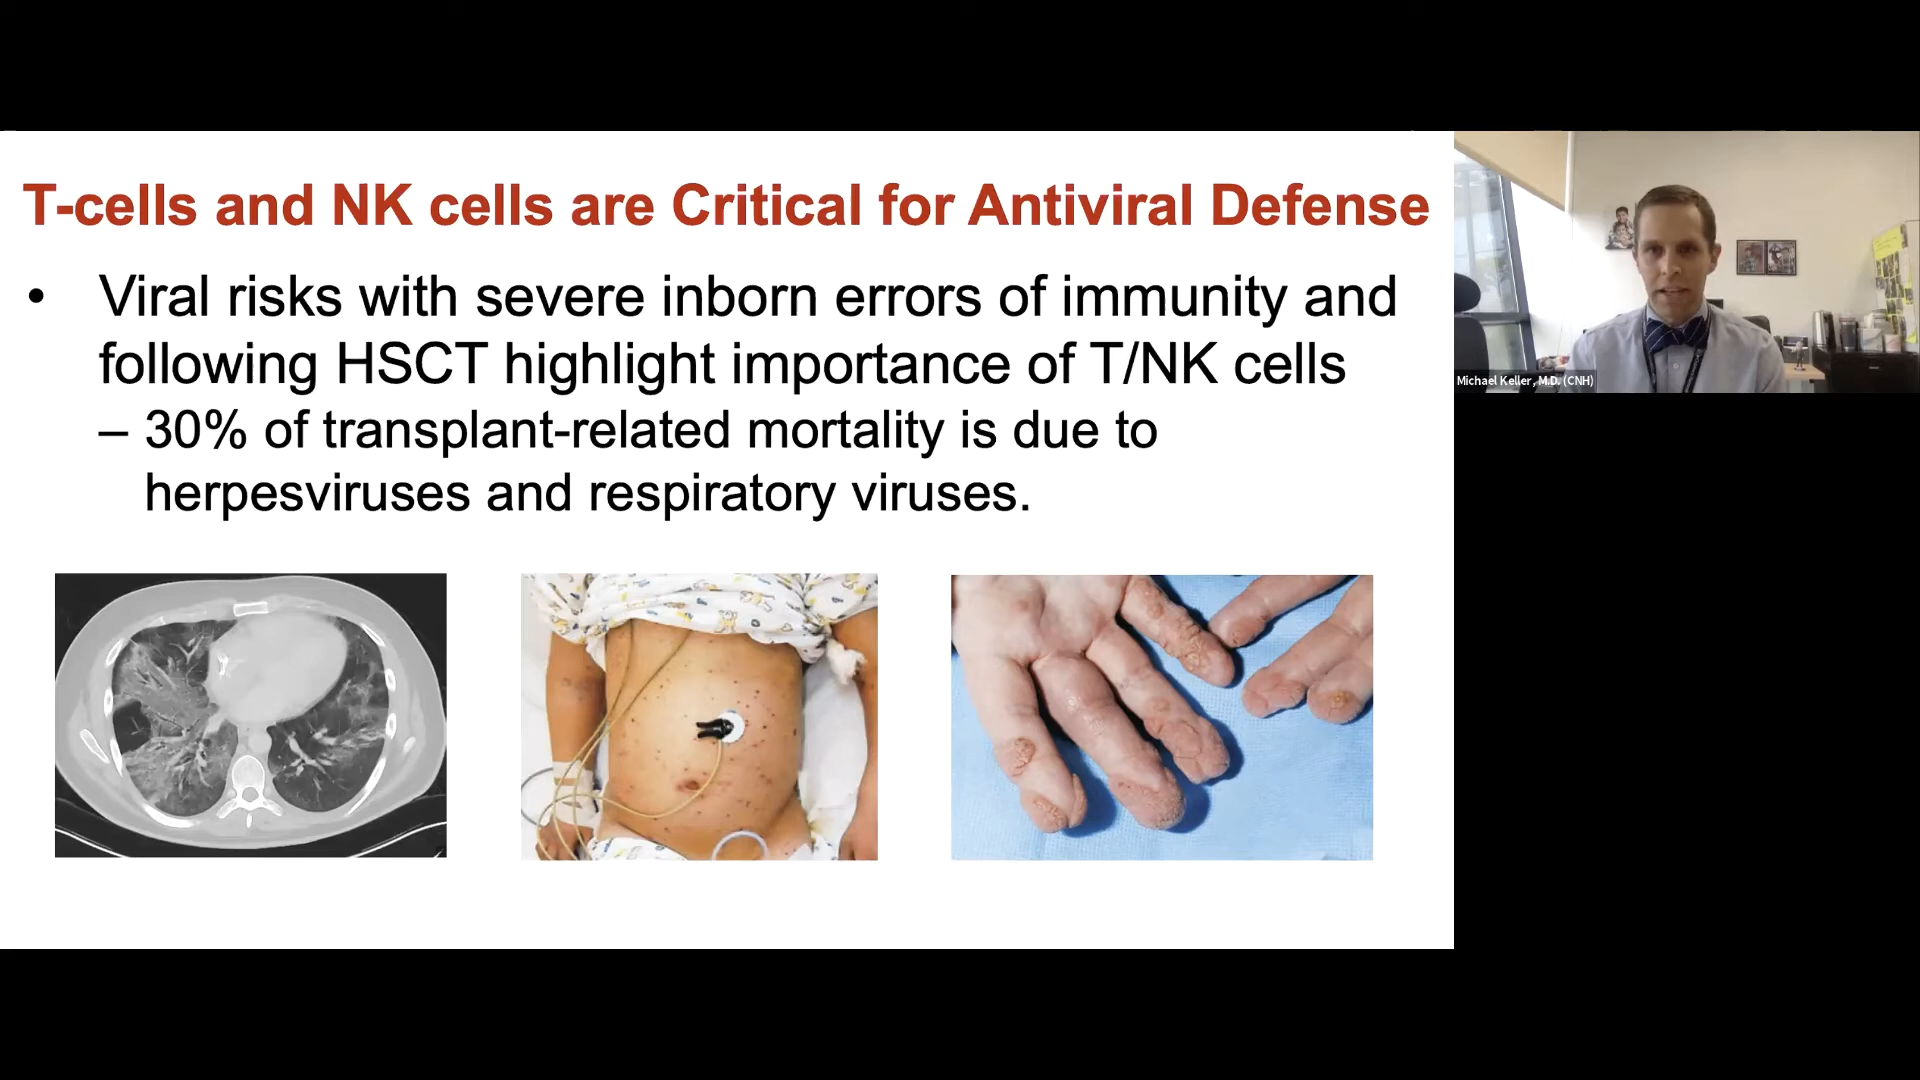 T-cells and NK cells are Critical for Antiviral Defense
• Viral risks with severe inborn errors of immunity and
following HSCT highlight importance of T/NK cells
– 30% of transplant-related mortality is due to
herpesviruses and respiratory viruses.
Michael Keller, M.D. (CNH)